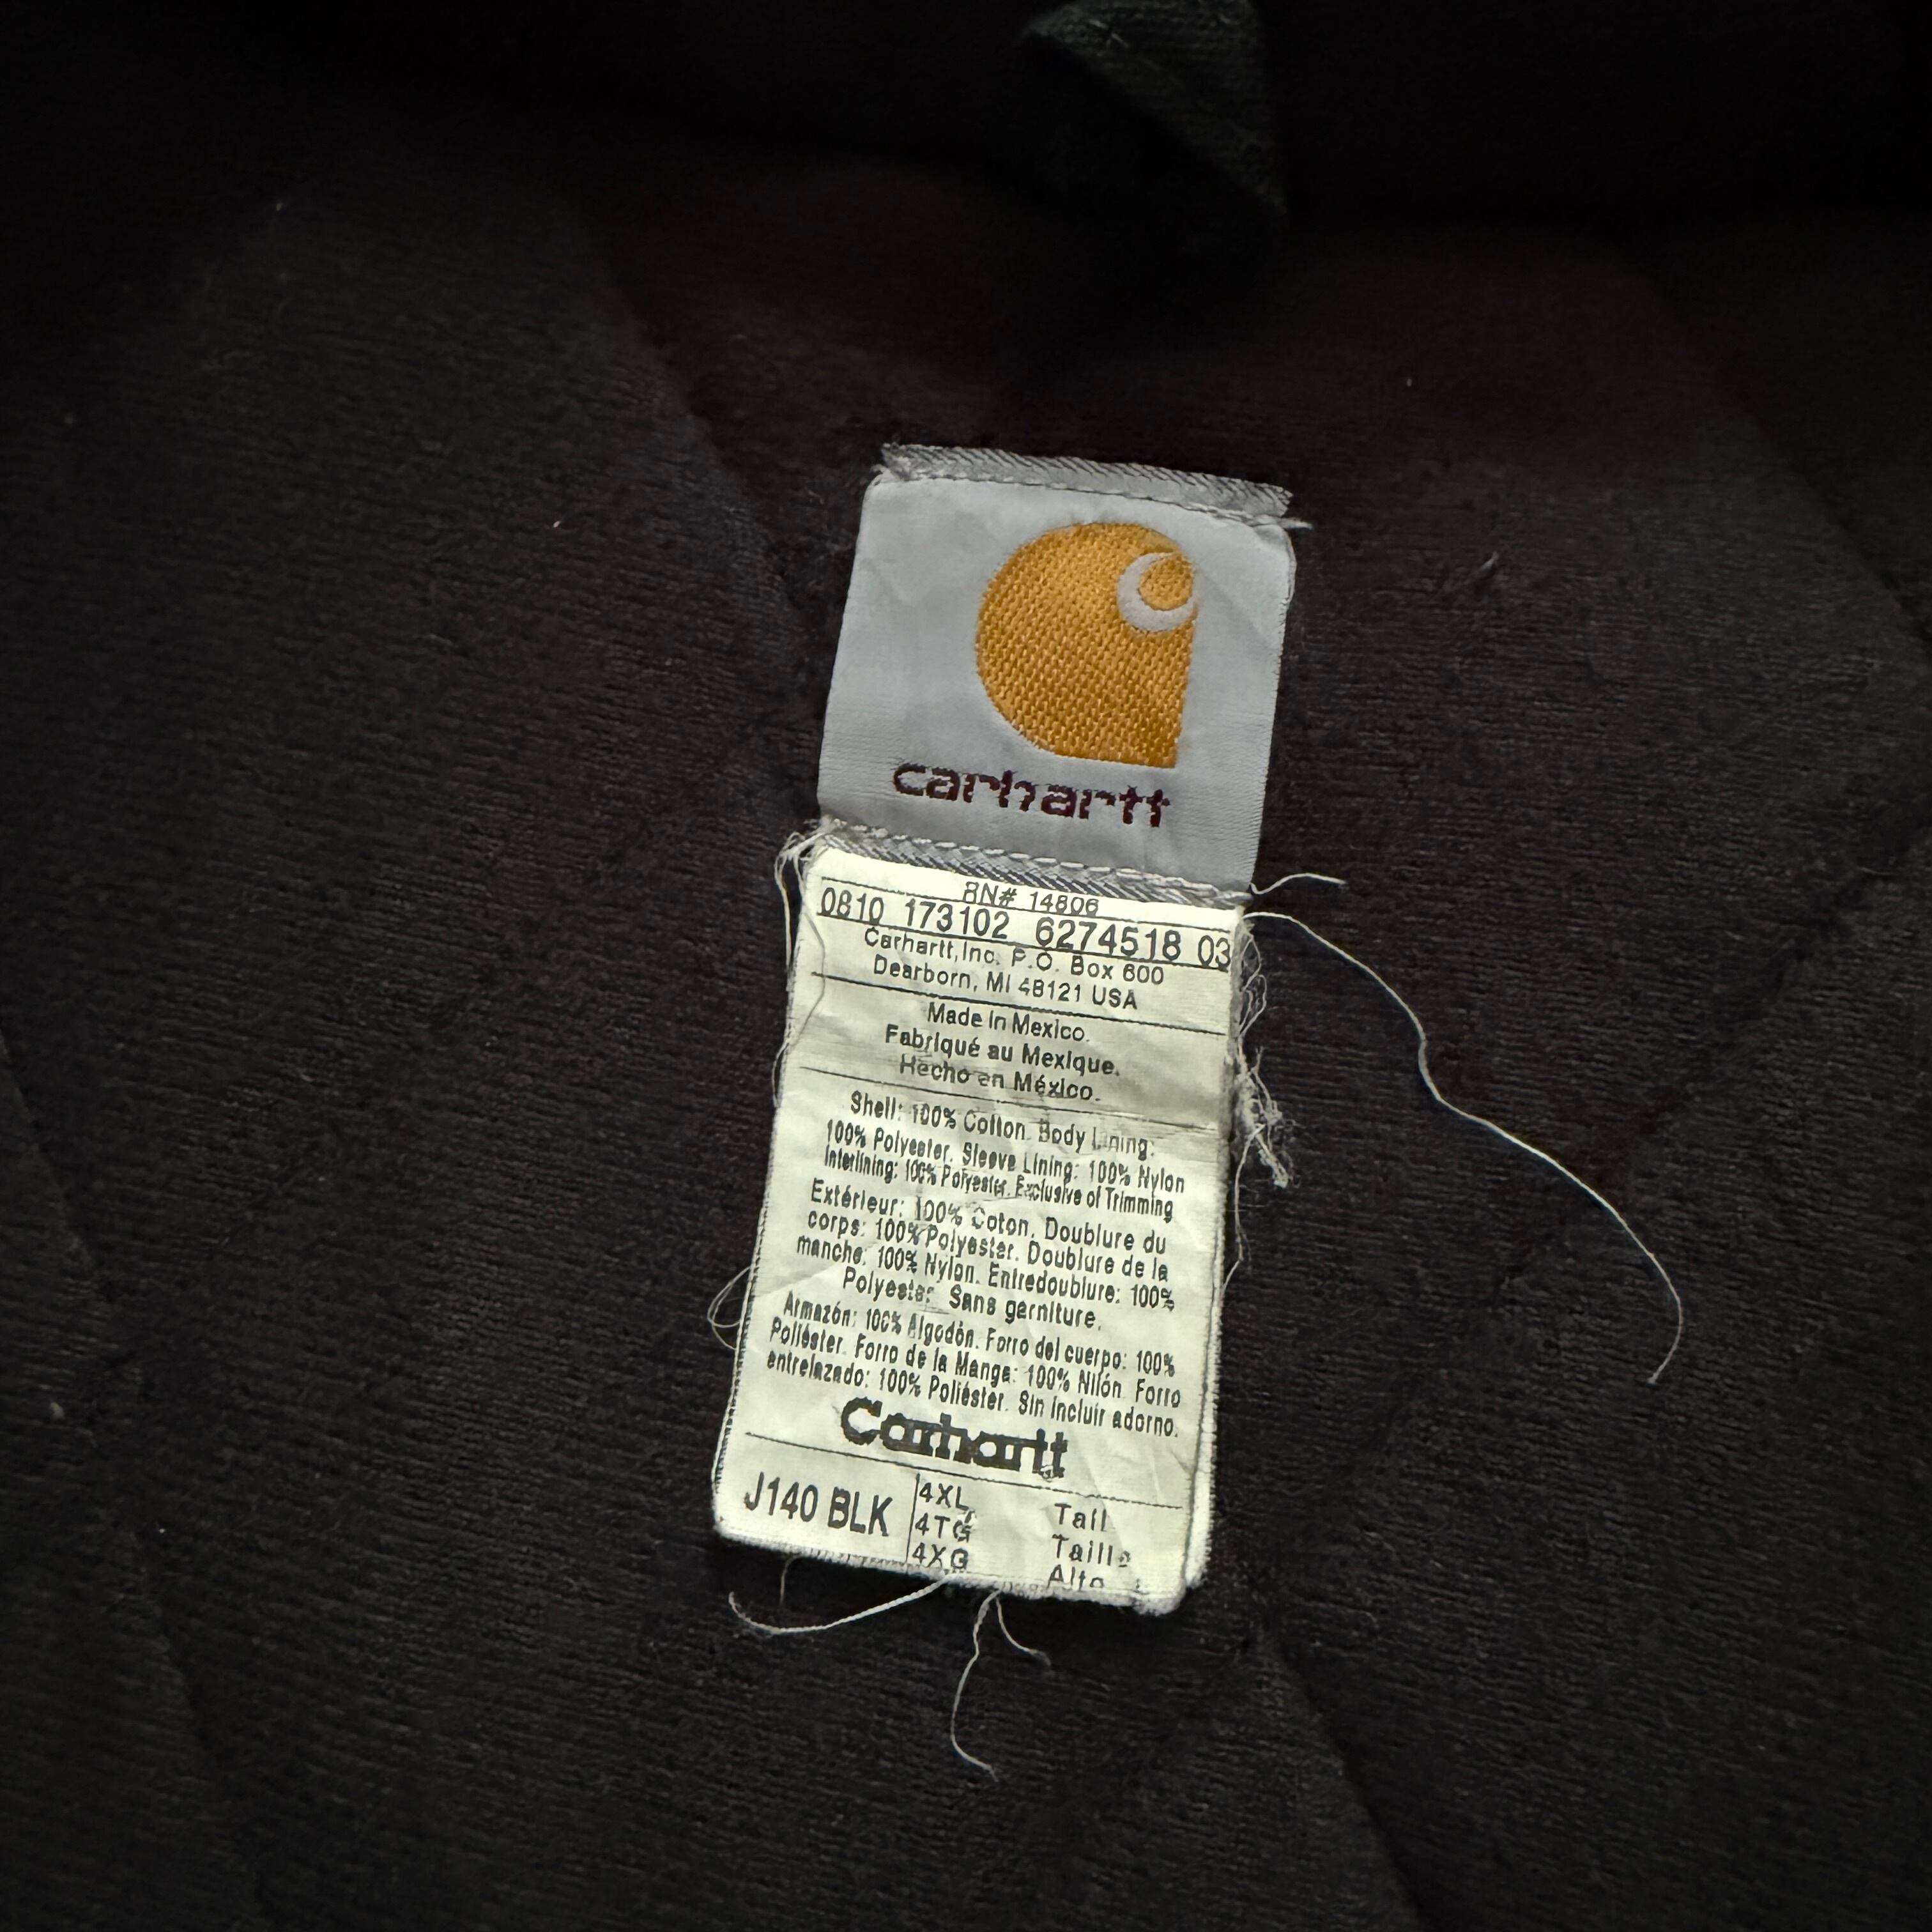 carhartt
RN# 14806
0810 173102 6274518 03
Carhartt, Inc. P.O. Box 600
Dearborn, MI 48121 USA
Made in Mexico.
Fabriqué au Mexique.
Hecho en México.
Shell: 100% Cotton. Body Lining:
100% Polyester. Sleeve Lining: 100% Nylon
Interlining: 100% Polyester. Exclusive of Trimming
Extérieur: 100% Coton. Doublure du
corps: 100% Polyester. Doublure de la
manche: 100% Nylon. Entredoublure: 100%
Polyester. Sans garniture.
Armazón: 100% Algodón. Forro del cuerpo: 100%
Poliéster. Forro de la Manga: 100% Nilón. Forro
entrelazado: 100% Poliéster. Sin incluir adorno.
Carhartt
J140 BLK
4XL Tall
4TG Taille
4XG Alto